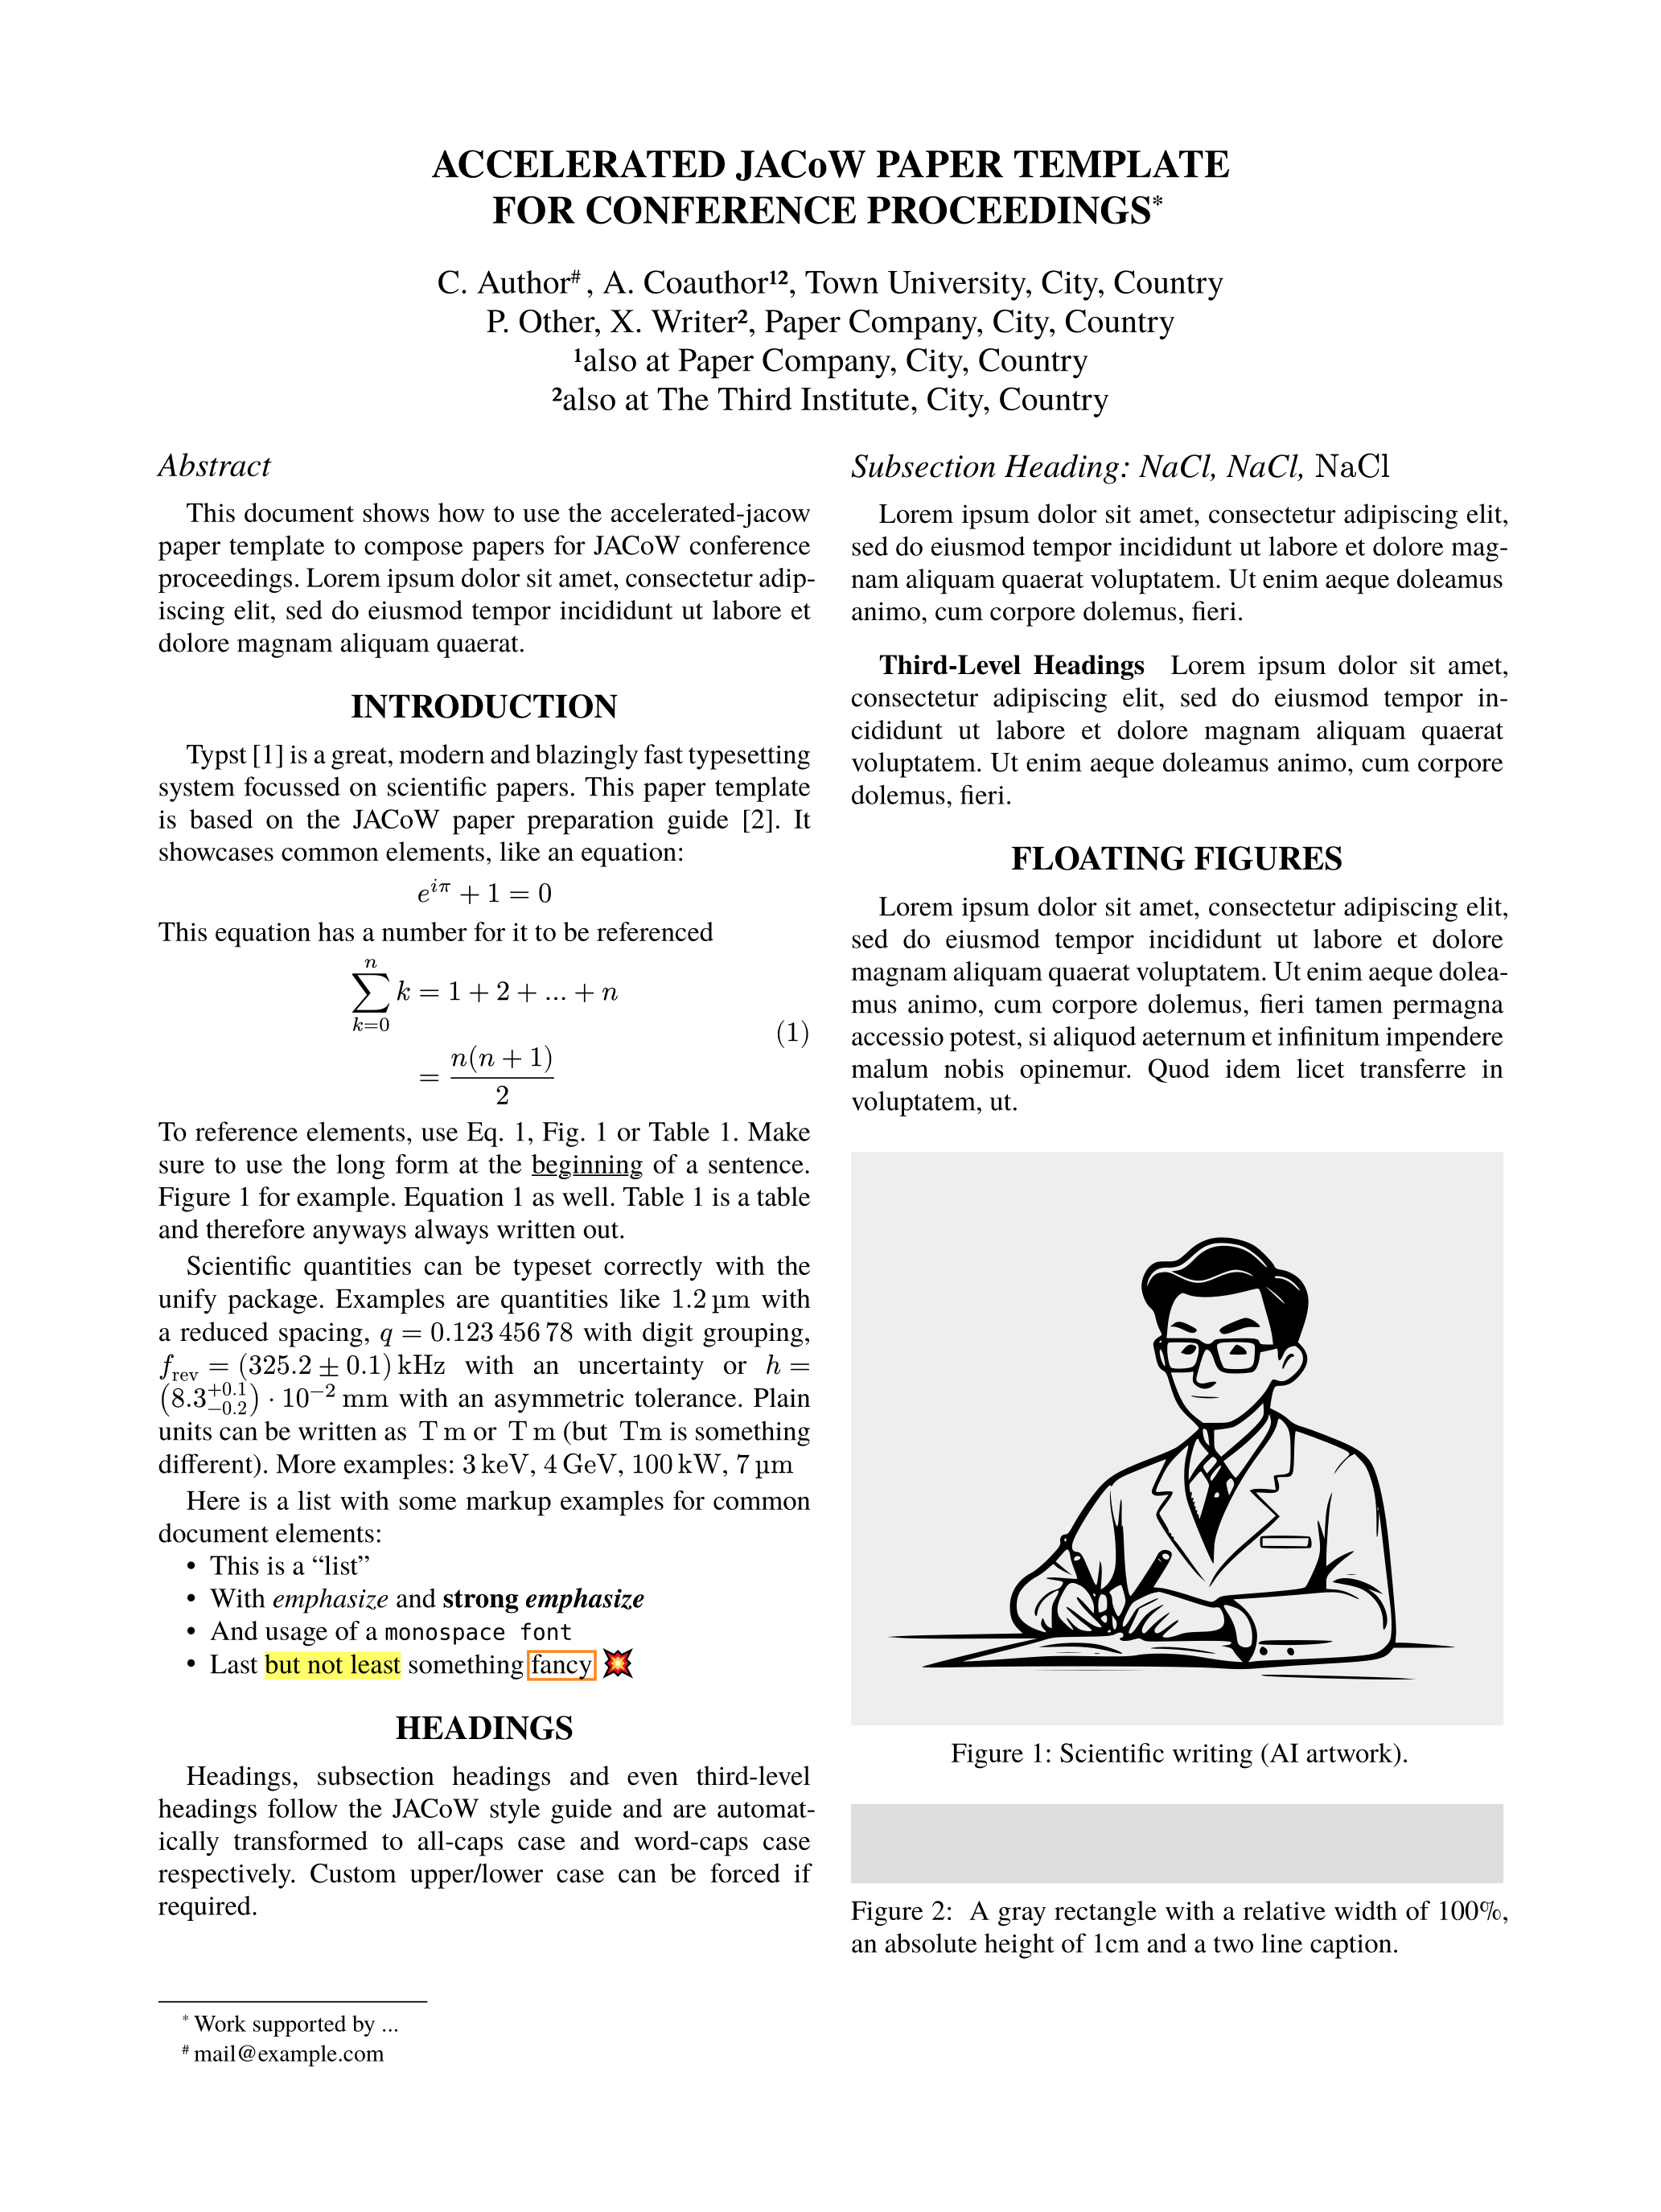 ACCELERATED JACoW PAPER TEMPLATE
FOR CONFERENCE PROCEEDINGS*
C. Author#, A. Coauthor¹², Town University, City, Country
P. Other, X. Writer², Paper Company, City, Country
¹also at Paper Company, City, Country
²also at The Third Institute, City, Country
Abstract
This document shows how to use the accelerated-jacow
paper template to compose papers for JACoW conference
proceedings. Lorem ipsum dolor sit amet, consectetur adip-
iscing elit, sed do eiusmod tempor incididunt ut labore et
dolore magnam aliquam quaerat.
INTRODUCTION
Typst [1] is a great, modern and blazingly fast typesetting
system focussed on scientific papers. This paper template
is based on the JACoW paper preparation guide [2]. It
showcases common elements, like an equation:
e^{iπ} + 1 = 0
This equation has a number for it to be referenced
∑_{k=0}^{n} k = 1 + 2 + ... + n
= n(n + 1) / 2 (1)
To reference elements, use Eq. 1, Fig. 1 or Table 1. Make
sure to use the long form at the beginning of a sentence.
Figure 1 for example. Equation 1 as well. Table 1 is a table
and therefore anyways always written out.
Scientific quantities can be typeset correctly with the
unify package. Examples are quantities like 1.2 μm with
a reduced spacing, q = 0.123 456 78 with digit grouping,
f_rev = (325.2 ± 0.1) kHz with an uncertainty or h =
(8.3^{+0.1}_{−0.2}) · 10^{−2} mm with an asymmetric tolerance. Plain
units can be written as T m or T m (but Tm is something
different). More examples: 3 keV, 4 GeV, 100 kW, 7 μm
Here is a list with some markup examples for common
document elements:
• This is a “list”
• With emphasize and strong emphasize
• And usage of a monospace font
• Last but not least something fancy 💥
HEADINGS
Headings, subsection headings and even third-level
headings follow the JACoW style guide and are automat-
ically transformed to all-caps case and word-caps case
respectively. Custom upper/lower case can be forced if
required.
* Work supported by ...
# mail@example.com
Subsection Heading: NaCl, NaCl, NaCl
Lorem ipsum dolor sit amet, consectetur adipiscing elit,
sed do eiusmod tempor incididunt ut labore et dolore mag-
nam aliquam quaerat voluptatem. Ut enim aeque doleamus
animo, cum corpore dolemus, fieri.
Third-Level Headings Lorem ipsum dolor sit amet,
consectetur adipiscing elit, sed do eiusmod tempor in-
cididunt ut labore et dolore magnam aliquam quaerat
voluptatem. Ut enim aeque doleamus animo, cum corpore
dolemus, fieri.
FLOATING FIGURES
Lorem ipsum dolor sit amet, consectetur adipiscing elit,
sed do eiusmod tempor incididunt ut labore et dolore
magnam aliquam quaerat voluptatem. Ut enim aeque dolea-
mus animo, cum corpore dolemus, fieri tamen permagna
accessio potest, si aliquod aeternum et infinitum impendere
malum nobis opinemur. Quod idem licet transferre in
voluptatem, ut.
Figure 1: Scientific writing (AI artwork).
Figure 2: A gray rectangle with a relative width of 100%,
an absolute height of 1cm and a two line caption.